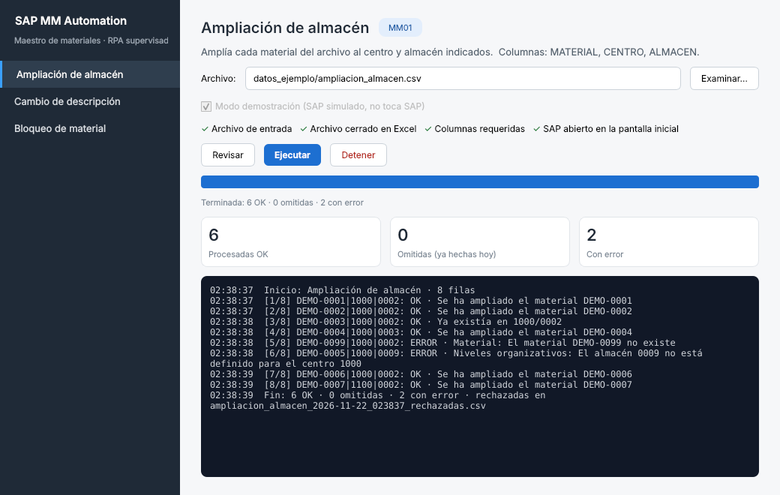 SAP MM Automation
Maestro de materiales · RPA supervisad
Ampliación de almacén
Cambio de descripción
Bloqueo de material
Ampliación de almacén MM01
Amplía cada material del archivo al centro y almacén indicados. Columnas: MATERIAL, CENTRO, ALMACEN.
Archivo: datos_ejemplo/ampliacion_almacen.csv Examinar...
Modo demostración (SAP simulado, no toca SAP)
✓ Archivo de entrada ✓ Archivo cerrado en Excel ✓ Columnas requeridas ✓ SAP abierto en la pantalla inicial
Revisar Ejecutar Detener
Terminada: 6 OK · 0 omitidas · 2 con error
6 0 2
Procesadas OK Omitidas (ya hechas hoy) Con error
02:38:37 Inicio: Ampliación de almacén · 8 filas
02:38:37 [1/8] DEMO-0001|1000|0002: OK · Se ha ampliado el material DEMO-0001
02:38:37 [2/8] DEMO-0002|1000|0002: OK · Se ha ampliado el material DEMO-0002
02:38:38 [3/8] DEMO-0003|1000|0002: OK · Ya existía en 1000/0002
02:38:38 [4/8] DEMO-0004|1000|0003: OK · Se ha ampliado el material DEMO-0004
02:38:38 [5/8] DEMO-0099|1000|0002: ERROR · Material: El material DEMO-0099 no existe
02:38:38 [6/8] DEMO-0005|1000|0009: ERROR · Niveles organizativos: El almacén 0009 no está
definido para el centro 1000
02:38:39 [7/8] DEMO-0006|1000|0002: OK · Se ha ampliado el material DEMO-0006
02:38:39 [8/8] DEMO-0007|1100|0002: OK · Se ha ampliado el material DEMO-0007
02:38:39 Fin: 6 OK · 0 omitidas · 2 con error · rechazadas en
ampliacion_almacen_2026-11-22_023837_rechazadas.csv